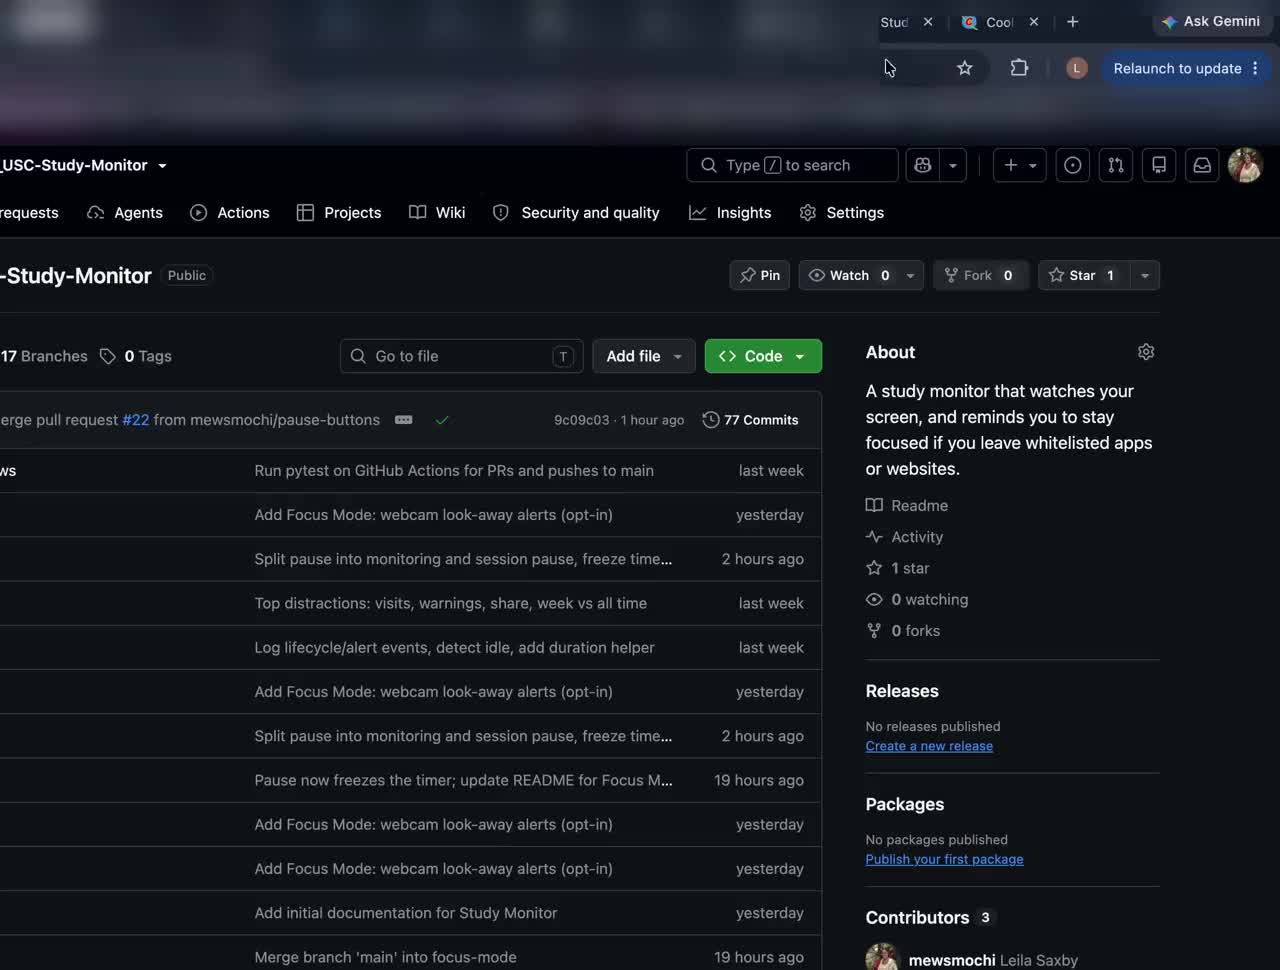 Stud
Cool
Ask Gemini
L
Relaunch to update
_USC-Study-Monitor
Type / to search
requests
Agents
Actions
Projects
Wiki
Security and quality
Insights
Settings
-Study-Monitor Public
Pin
Watch 0
Fork 0
Star 1
17 Branches
0 Tags
Go to file T
Add file
Code
erge pull request #22 from mewsmochi/pause-buttons
9c09c03 · 1 hour ago
77 Commits
ws Run pytest on GitHub Actions for PRs and pushes to main last week
Add Focus Mode: webcam look-away alerts (opt-in) yesterday
Split pause into monitoring and session pause, freeze time... 2 hours ago
Top distractions: visits, warnings, share, week vs all time last week
Log lifecycle/alert events, detect idle, add duration helper last week
Add Focus Mode: webcam look-away alerts (opt-in) yesterday
Split pause into monitoring and session pause, freeze time... 2 hours ago
Pause now freezes the timer; update README for Focus M... 19 hours ago
Add Focus Mode: webcam look-away alerts (opt-in) yesterday
Add Focus Mode: webcam look-away alerts (opt-in) yesterday
Add initial documentation for Study Monitor yesterday
Merge branch 'main' into focus-mode 19 hours ago
About
A study monitor that watches your
screen, and reminds you to stay
focused if you leave whitelisted apps
or websites.
Readme
Activity
1 star
0 watching
0 forks
Releases
No releases published
Create a new release
Packages
No packages published
Publish your first package
Contributors 3
mewsmochi Leila Saxby